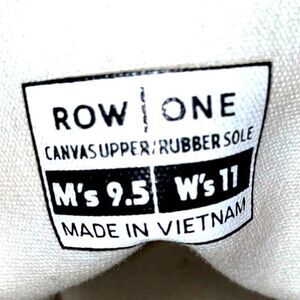 ROW | ONE
CANVAS UPPER/RUBBER SOLE
M's 9.5 W's 11
MADE IN VIETNAM